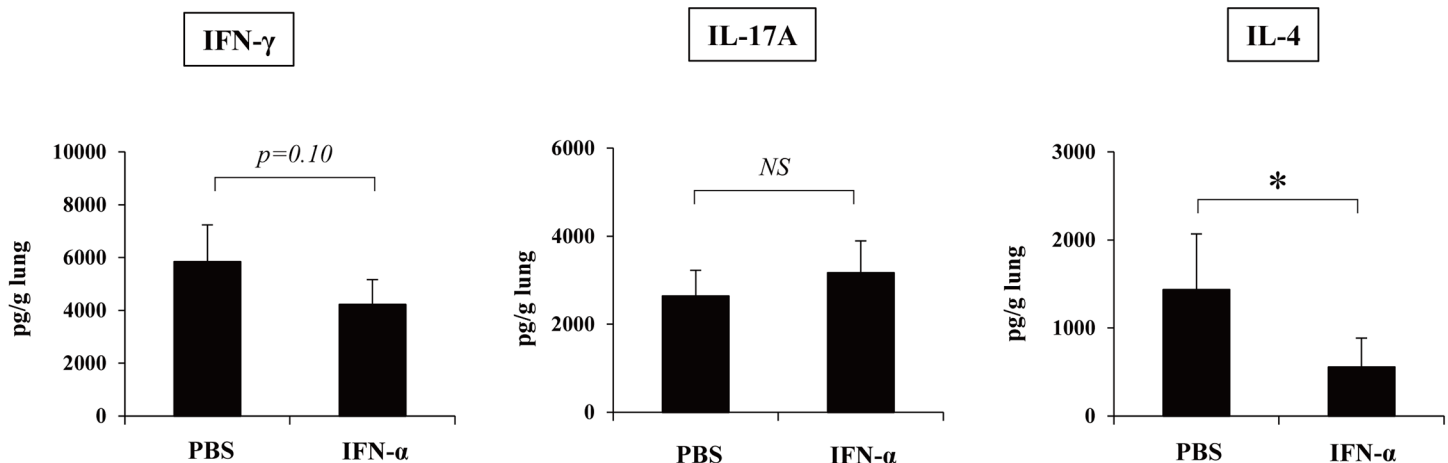 IFN-γ
IL-17A
IL-4
p=0.10
10000
8000
6000
4000
2000
0
pg/g lung
PBS
IFN-α
NS
6000
4000
2000
0
pg/g lung
PBS
IFN-α
*
3000
2000
1000
0
pg/g lung
PBS
IFN-α